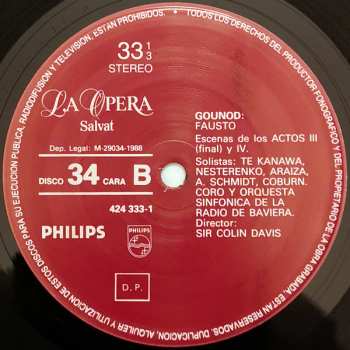 TODOS LOS DERECHOS DEL PRODUCTOR FONOGRAFICO Y DEL PROPIETARIO DE LA OBRA GRABADA, ESTAN RESERVADOS. DUPLICACION, ALQUILER Y UTILIZACION DE ESTOS DISCOS PARA SU EJECUCION PUBLICA, RADIODIFUSION Y TELEVISION, ESTAN PROHIBIDOS. •
33 1/3
STEREO
LA OPERA
Salvat
Dep. Legal: M-29034-1988
DISCO 34 CARA B
424 333-1
PHILIPS
PHILIPS
D. P.
GOUNOD:
FAUSTO
Escenas de los ACTOS III
(final) y IV.
Solistas: TE KANAWA,
NESTERENKO, ARAIZA,
A. SCHMIDT, COBURN.
CORO Y ORQUESTA
SINFONICA DE LA
RADIO DE BAVIERA.
Director:
SIR COLIN DAVIS